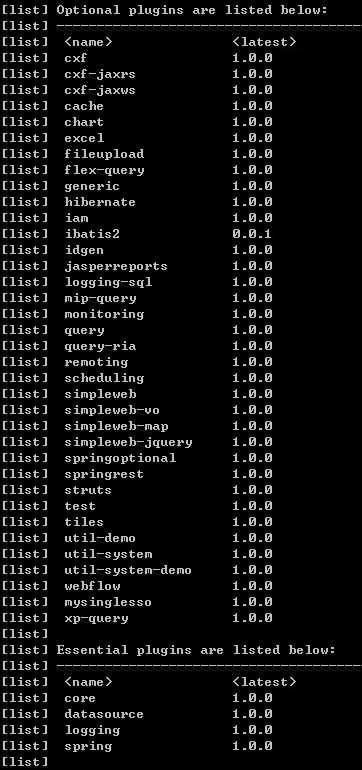 [list] Optional plugins are listed below:
[list] --------------------------------------
[list]  <name>               <latest>
[list]  cxf                  1.0.0
[list]  cxf-jaxrs            1.0.0
[list]  cxf-jaxws            1.0.0
[list]  cache                1.0.0
[list]  chart                1.0.0
[list]  excel                1.0.0
[list]  fileupload           1.0.0
[list]  flex-query           1.0.0
[list]  generic              1.0.0
[list]  hibernate            1.0.0
[list]  iam                  1.0.0
[list]  ibatis2              0.0.1
[list]  idgen                1.0.0
[list]  jasperreports        1.0.0
[list]  logging-sql          1.0.0
[list]  mip-query            1.0.0
[list]  monitoring           1.0.0
[list]  query                1.0.0
[list]  query-ria            1.0.0
[list]  remoting             1.0.0
[list]  scheduling           1.0.0
[list]  simpleweb            1.0.0
[list]  simpleweb-vo         1.0.0
[list]  simpleweb-map        1.0.0
[list]  simpleweb-jquery     1.0.0
[list]  springoptional       1.0.0
[list]  springrest           1.0.0
[list]  struts               1.0.0
[list]  test                 1.0.0
[list]  tiles                1.0.0
[list]  util-demo            1.0.0
[list]  util-system          1.0.0
[list]  util-system-demo     1.0.0
[list]  webflow              1.0.0
[list]  mysinglesso          1.0.0
[list]  xp-query             1.0.0
[list]
[list] Essential plugins are listed below:
[list] --------------------------------------
[list]  <name>               <latest>
[list]  core                 1.0.0
[list]  datasource           1.0.0
[list]  logging              1.0.0
[list]  spring               1.0.0
[list]